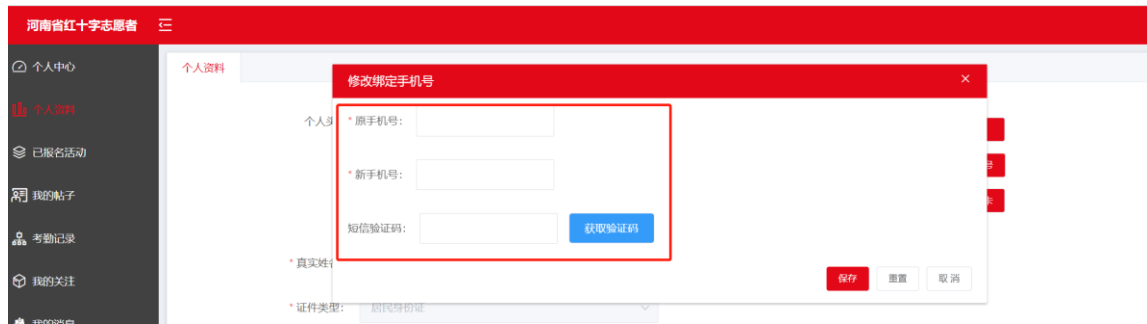 河南省红十字志愿者
个人中心
个人资料
已报名活动
我的帖子
考勤记录
我的关注
我的消息
个人资料
修改绑定手机号
* 原手机号：
* 新手机号：
短信验证码：
获取验证码
保存
重置
取消
* 真实姓名
* 证件类型：
居民身份证